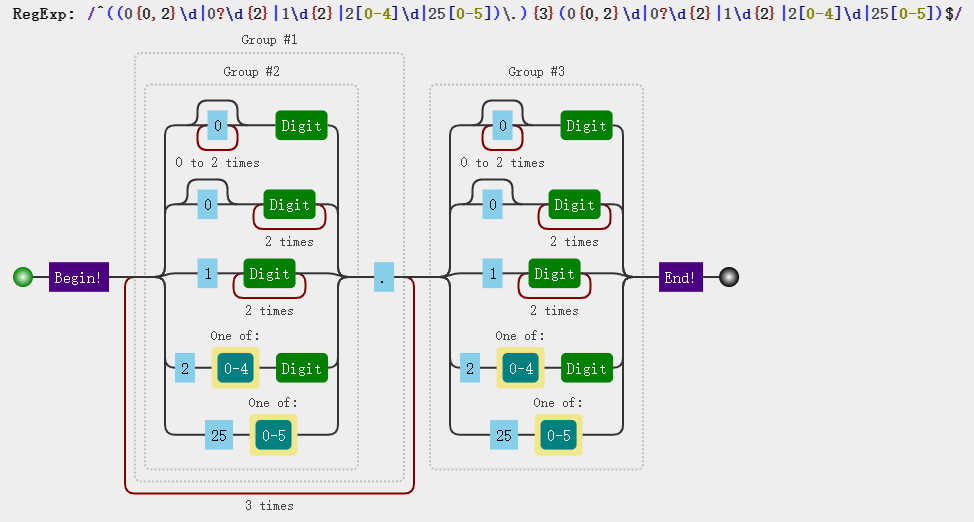 RegExp: /^((0{0,2}\d|0?\d{2}|1\d{2}|2[0-4]\d|25[0-5])\.){3}(0{0,2}\d|0?\d{2}|1\d{2}|2[0-4]\d|25[0-5])$/
Group #1
Group #2 Group #3
0 Digit 0 Digit
0 to 2 times 0 to 2 times
0 Digit 0 Digit
2 times 2 times
Begin! 1 Digit . 1 Digit End!
2 times 2 times
One of: One of:
2 0-4 Digit 2 0-4 Digit
One of: One of:
25 0-5 25 0-5
3 times